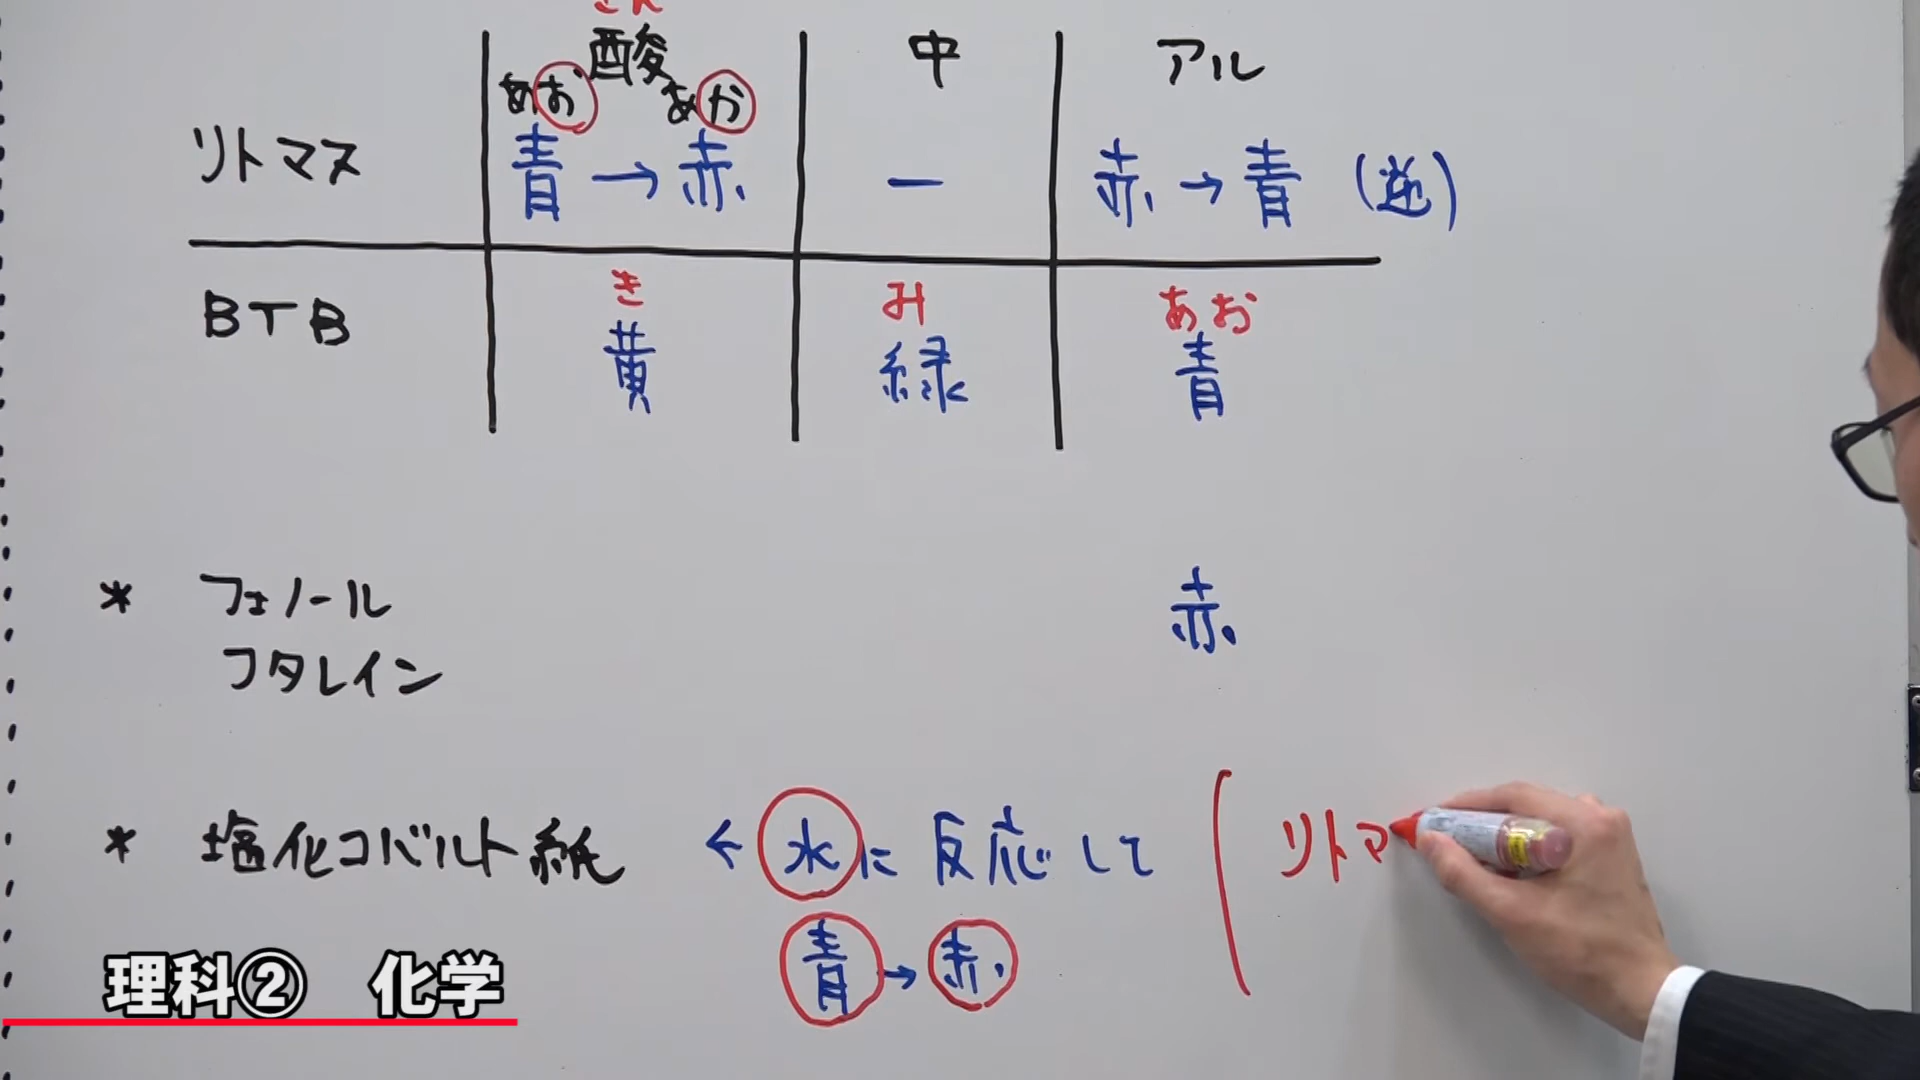 酸 中 アル
あお あか
リトマス 青→赤 ー 赤→青 (逆)
き み あお
BTB 黄 緑 青
* フェノール 赤
フタレイン
* 塩化コバルト紙 ← 水に反応して ( リトマ
青→赤
理科② 化学